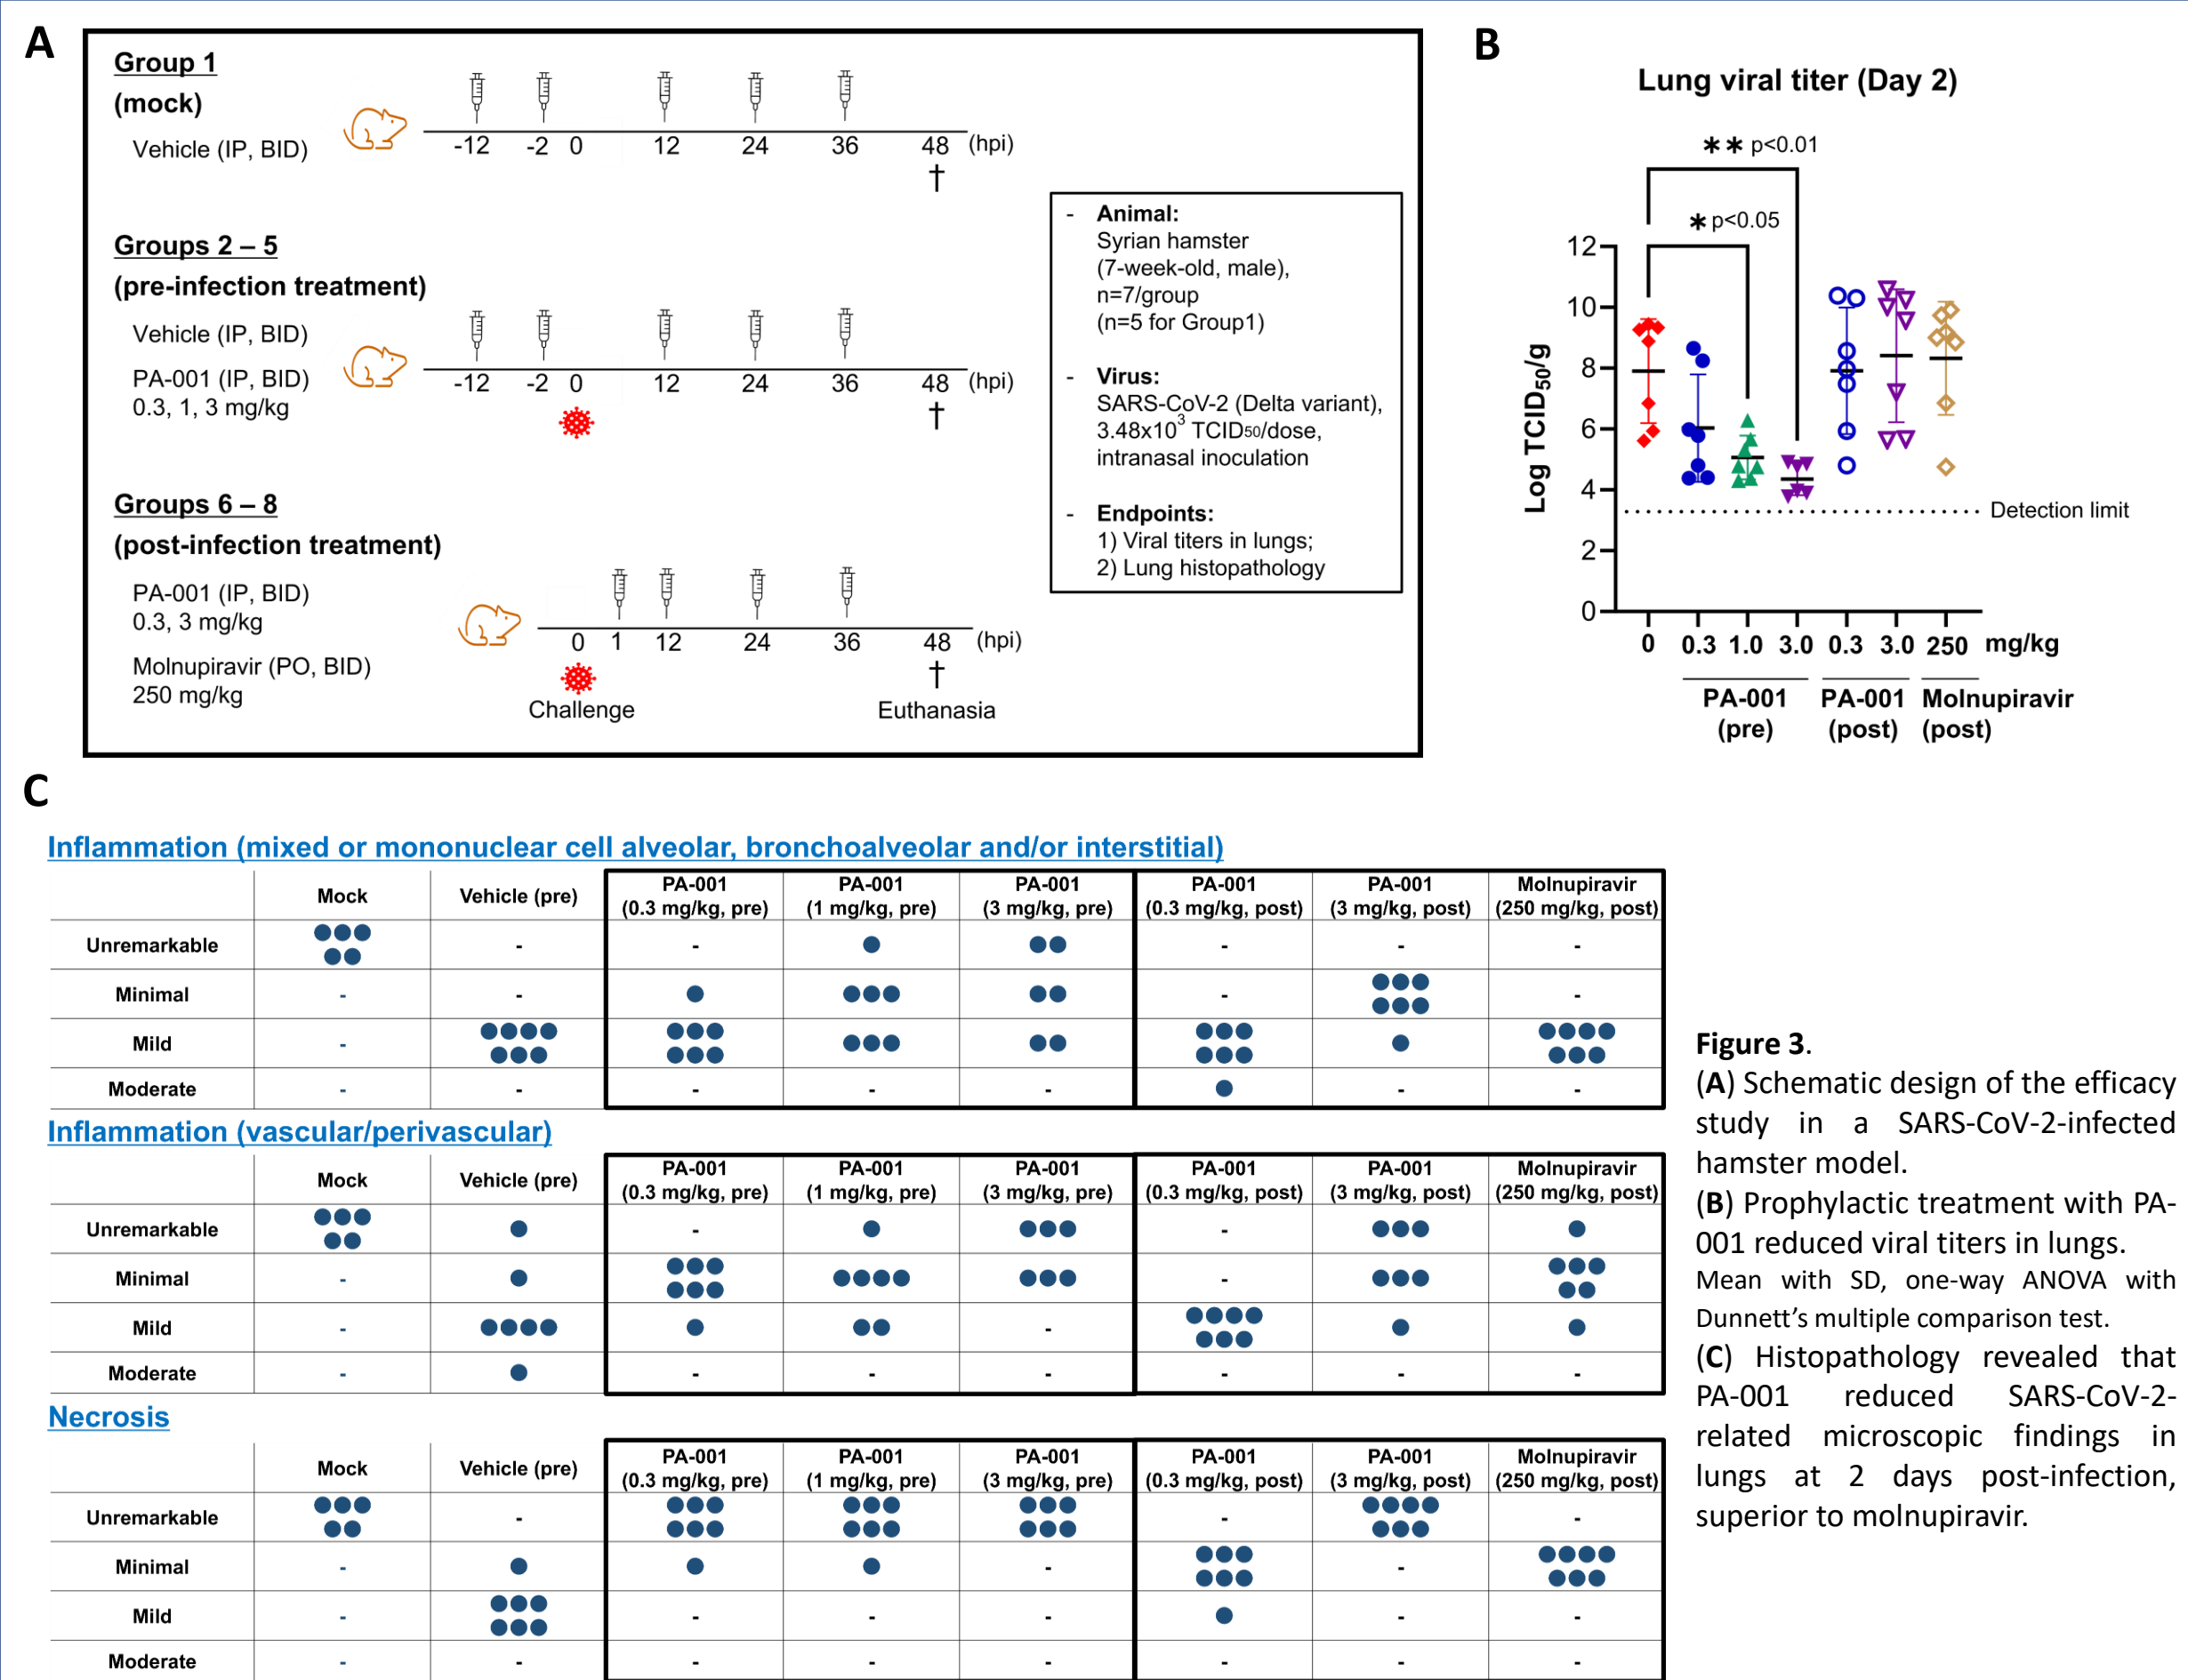 A
Group 1
(mock)
Vehicle (IP, BID)
-12 -2 0 12 24 36 48 (hpi)
†
Groups 2 – 5
(pre-infection treatment)
Vehicle (IP, BID)
PA-001 (IP, BID)
0.3, 1, 3 mg/kg
-12 -2 0 12 24 36 48 (hpi)
†
Groups 6 – 8
(post-infection treatment)
PA-001 (IP, BID)
0.3, 3 mg/kg
Molnupiravir (PO, BID)
250 mg/kg
0 1 12 24 36 48 (hpi)
†
Challenge Euthanasia
- Animal:
Syrian hamster
(7-week-old, male),
n=7/group
(n=5 for Group1)
- Virus:
SARS-CoV-2 (Delta variant),
3.48x10³ TCID50/dose,
intranasal inoculation
- Endpoints:
1) Viral titers in lungs;
2) Lung histopathology
B
Lung viral titer (Day 2)
∗∗ p<0.01
∗ p<0.05
Log TCID50/g
12
10
8
6
4
2
0
Detection limit
0 0.3 1.0 3.0 0.3 3.0 250 mg/kg
PA-001 PA-001 Molnupiravir
(pre) (post) (post)
C
Inflammation (mixed or mononuclear cell alveolar, bronchoalveolar and/or interstitial)
Mock Vehicle (pre) PA-001 (0.3 mg/kg, pre) PA-001 (1 mg/kg, pre) PA-001 (3 mg/kg, pre) PA-001 (0.3 mg/kg, post) PA-001 (3 mg/kg, post) Molnupiravir (250 mg/kg, post)
Unremarkable - - - - -
Minimal - - - -
Mild -
Moderate - - - - - - -
Inflammation (vascular/perivascular)
Mock Vehicle (pre) PA-001 (0.3 mg/kg, pre) PA-001 (1 mg/kg, pre) PA-001 (3 mg/kg, pre) PA-001 (0.3 mg/kg, post) PA-001 (3 mg/kg, post) Molnupiravir (250 mg/kg, post)
Unremarkable - -
Minimal - -
Mild - -
Moderate - - - - - - -
Necrosis
Mock Vehicle (pre) PA-001 (0.3 mg/kg, pre) PA-001 (1 mg/kg, pre) PA-001 (3 mg/kg, pre) PA-001 (0.3 mg/kg, post) PA-001 (3 mg/kg, post) Molnupiravir (250 mg/kg, post)
Unremarkable - - -
Minimal - - -
Mild - - - - - -
Moderate - - - - - - - -
Figure 3.
(A) Schematic design of the efficacy
study in a SARS-CoV-2-infected
hamster model.
(B) Prophylactic treatment with PA-
001 reduced viral titers in lungs.
Mean with SD, one-way ANOVA with
Dunnett’s multiple comparison test.
(C) Histopathology revealed that
PA-001 reduced SARS-CoV-2-
related microscopic findings in
lungs at 2 days post-infection,
superior to molnupiravir.